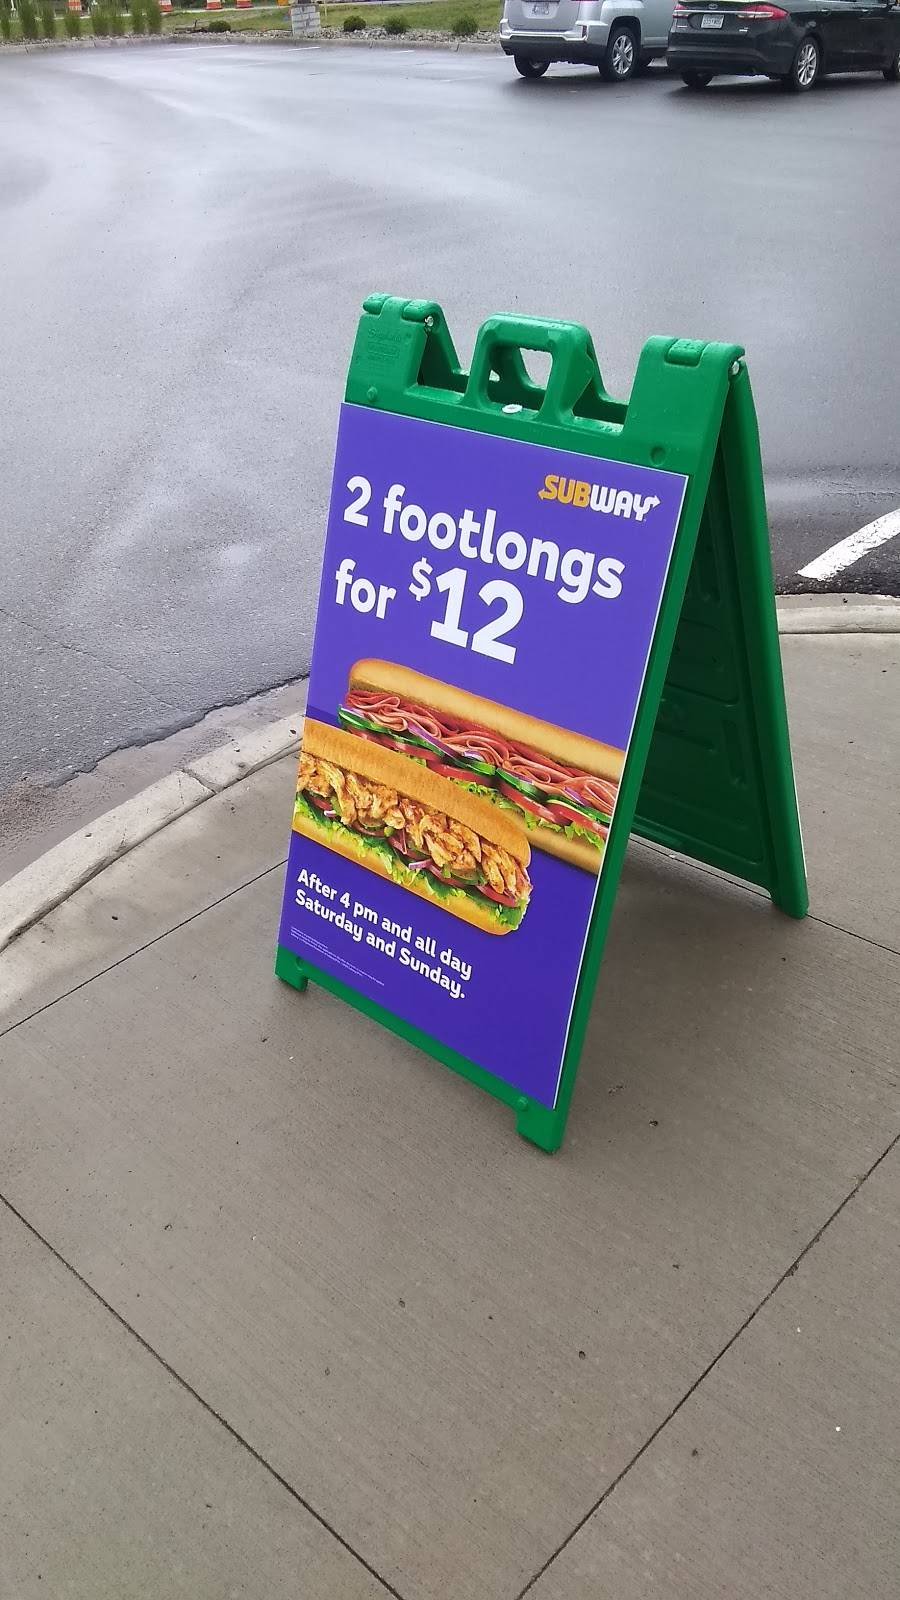 SUBWAY
2 footlongs
for $12
After 4 pm and all day
Saturday and Sunday.